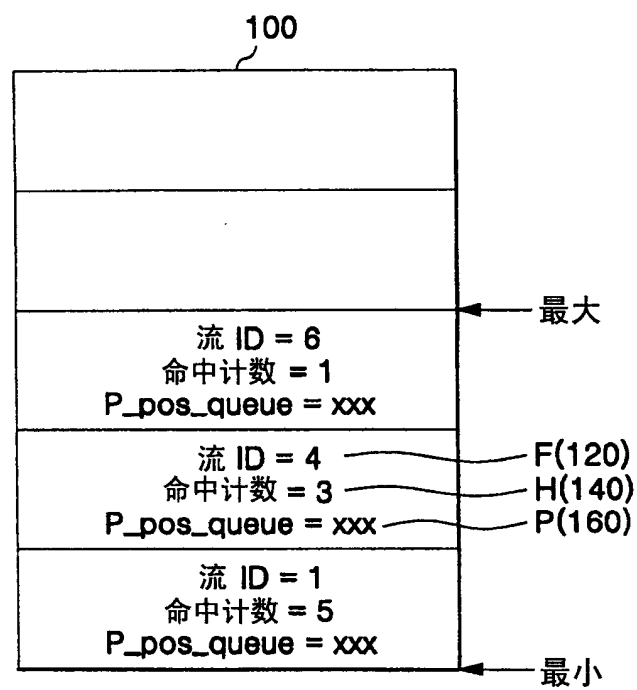 100
最大
流 ID = 6
命中计数 = 1
P_pos_queue = xxx
流 ID = 4
F(120)
命中计数 = 3
H(140)
P_pos_queue = xxx
P(160)
流 ID = 1
命中计数 = 5
P_pos_queue = xxx
最小